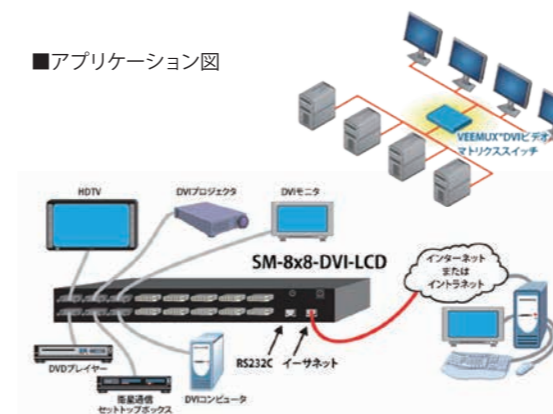 ■アプリケーション図
VEEMUX®DVIビデオ
マトリクススイッチ
HDTV
DVIプロジェクタ
DVIモニタ
SM-8x8-DVI-LCD
インターネット
または
イントラネット
RS232C
イーサネット
DVDプレイヤー
衛星通信
セットトップボックス
DVIコンピュータ